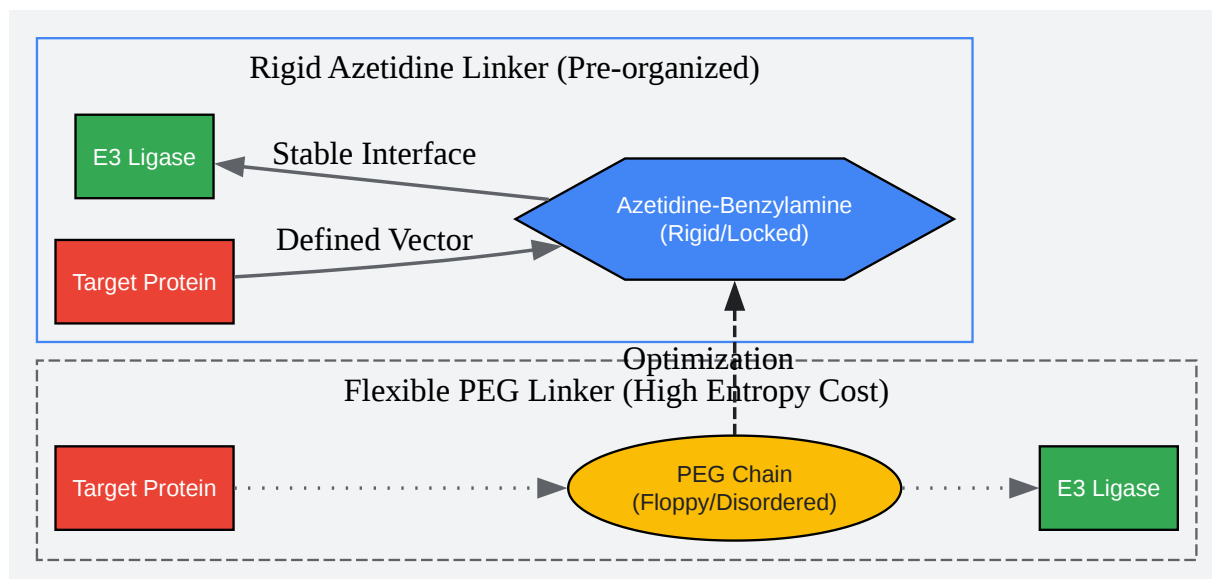 Rigid Azetidine Linker (Pre-organized)
E3 Ligase
Stable Interface
Azetidine-Benzylamine
(Rigid/Locked)
Defined Vector
Target Protein
Optimization
Flexible PEG Linker (High Entropy Cost)
Target Protein
PEG Chain
(Floppy/Disordered)
E3 Ligase